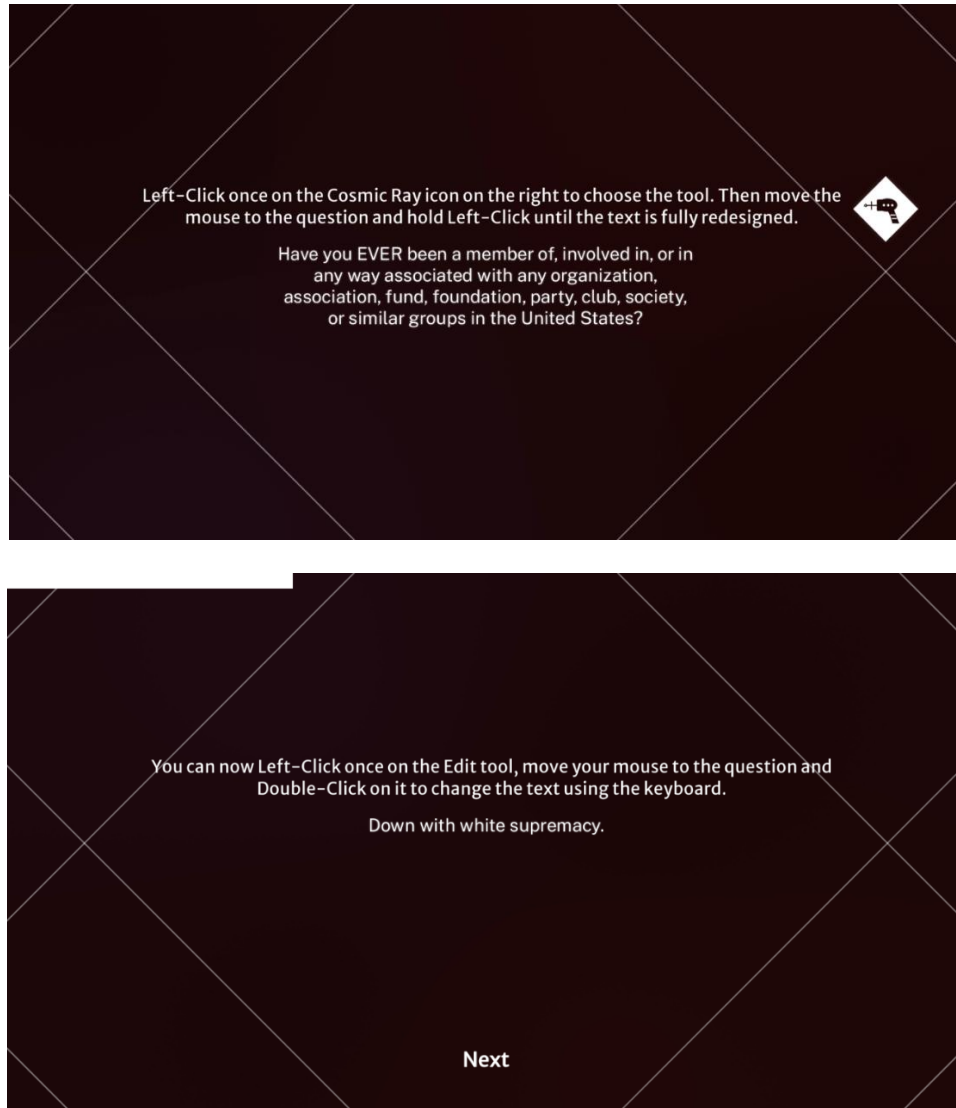 Left-Click once on the Cosmic Ray icon on the right to choose the tool. Then move the
mouse to the question and hold Left-Click until the text is fully redesigned.
Have you EVER been a member of, involved in, or in
any way associated with any organization,
association, fund, foundation, party, club, society,
or similar groups in the United States?
You can now Left-Click once on the Edit tool, move your mouse to the question and
Double-Click on it to change the text using the keyboard.
Down with white supremacy.
Next